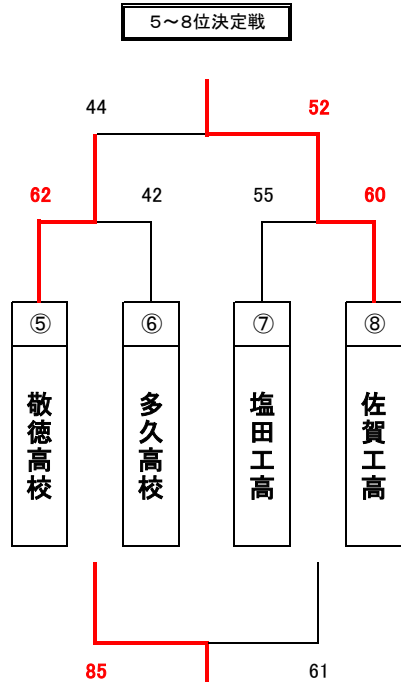 5～8位決定戦
44 52
62 42 55 60
⑤ ⑥ ⑦ ⑧
敬徳高校
多久高校
塩田工高
佐賀工高
85 61